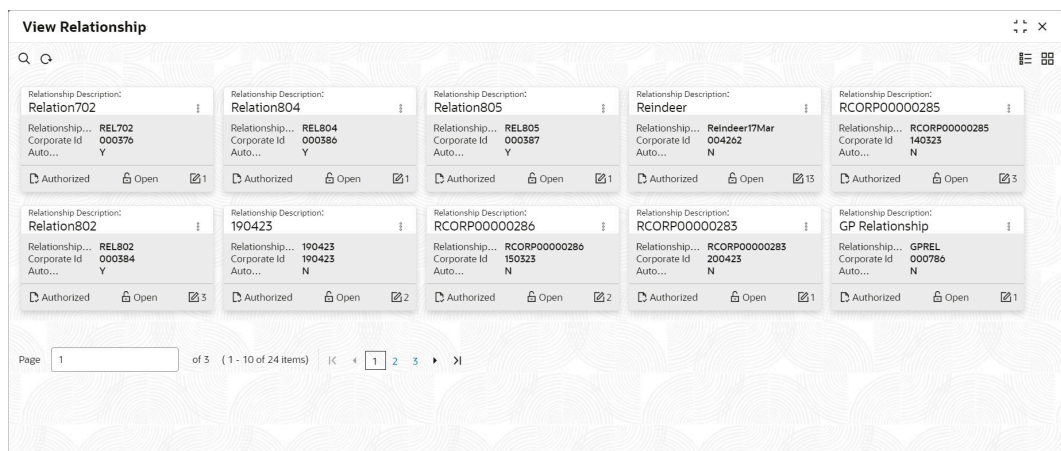 View Relationship
Relationship Description: Relationship Description: Relationship Description: Relationship Description: Relationship Description:
Relation702 Relation804 Relation805 Reindeer RCORP00000285
Relationship... REL702 Relationship... REL804 Relationship... REL805 Relationship... Reindeer17Mar Relationship... RCORP00000285
Corporate Id 000376 Corporate Id 000386 Corporate Id 000387 Corporate Id 004262 Corporate Id 140323
Auto... Y Auto... Y Auto... Y Auto... N Auto... N
Authorized Open 1 Authorized Open 1 Authorized Open 1 Authorized Open 13 Authorized Open 3
Relationship Description: Relationship Description: Relationship Description: Relationship Description: Relationship Description:
Relation802 190423 RCORP00000286 RCORP00000283 GP Relationship
Relationship... REL802 Relationship... 190423 Relationship... RCORP00000286 Relationship... RCORP00000283 Relationship... GPREL
Corporate Id 000384 Corporate Id 190423 Corporate Id 150323 Corporate Id 200423 Corporate Id 000786
Auto... Y Auto... N Auto... N Auto... N Auto... N
Authorized Open 3 Authorized Open 2 Authorized Open 2 Authorized Open 1 Authorized Open 1
Page 1 of 3 ( 1 - 10 of 24 items) 1 2 3